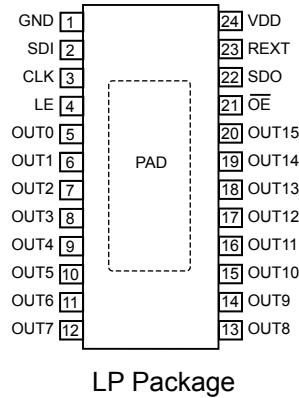 GND 1 24 VDD
SDI 2 23 REXT
CLK 3 22 SDO
LE 4 21 O̅E̅
OUT0 5 20 OUT15
OUT1 6 PAD 19 OUT14
OUT2 7 18 OUT13
OUT3 8 17 OUT12
OUT4 9 16 OUT11
OUT5 10 15 OUT10
OUT6 11 14 OUT9
OUT7 12 13 OUT8
LP Package